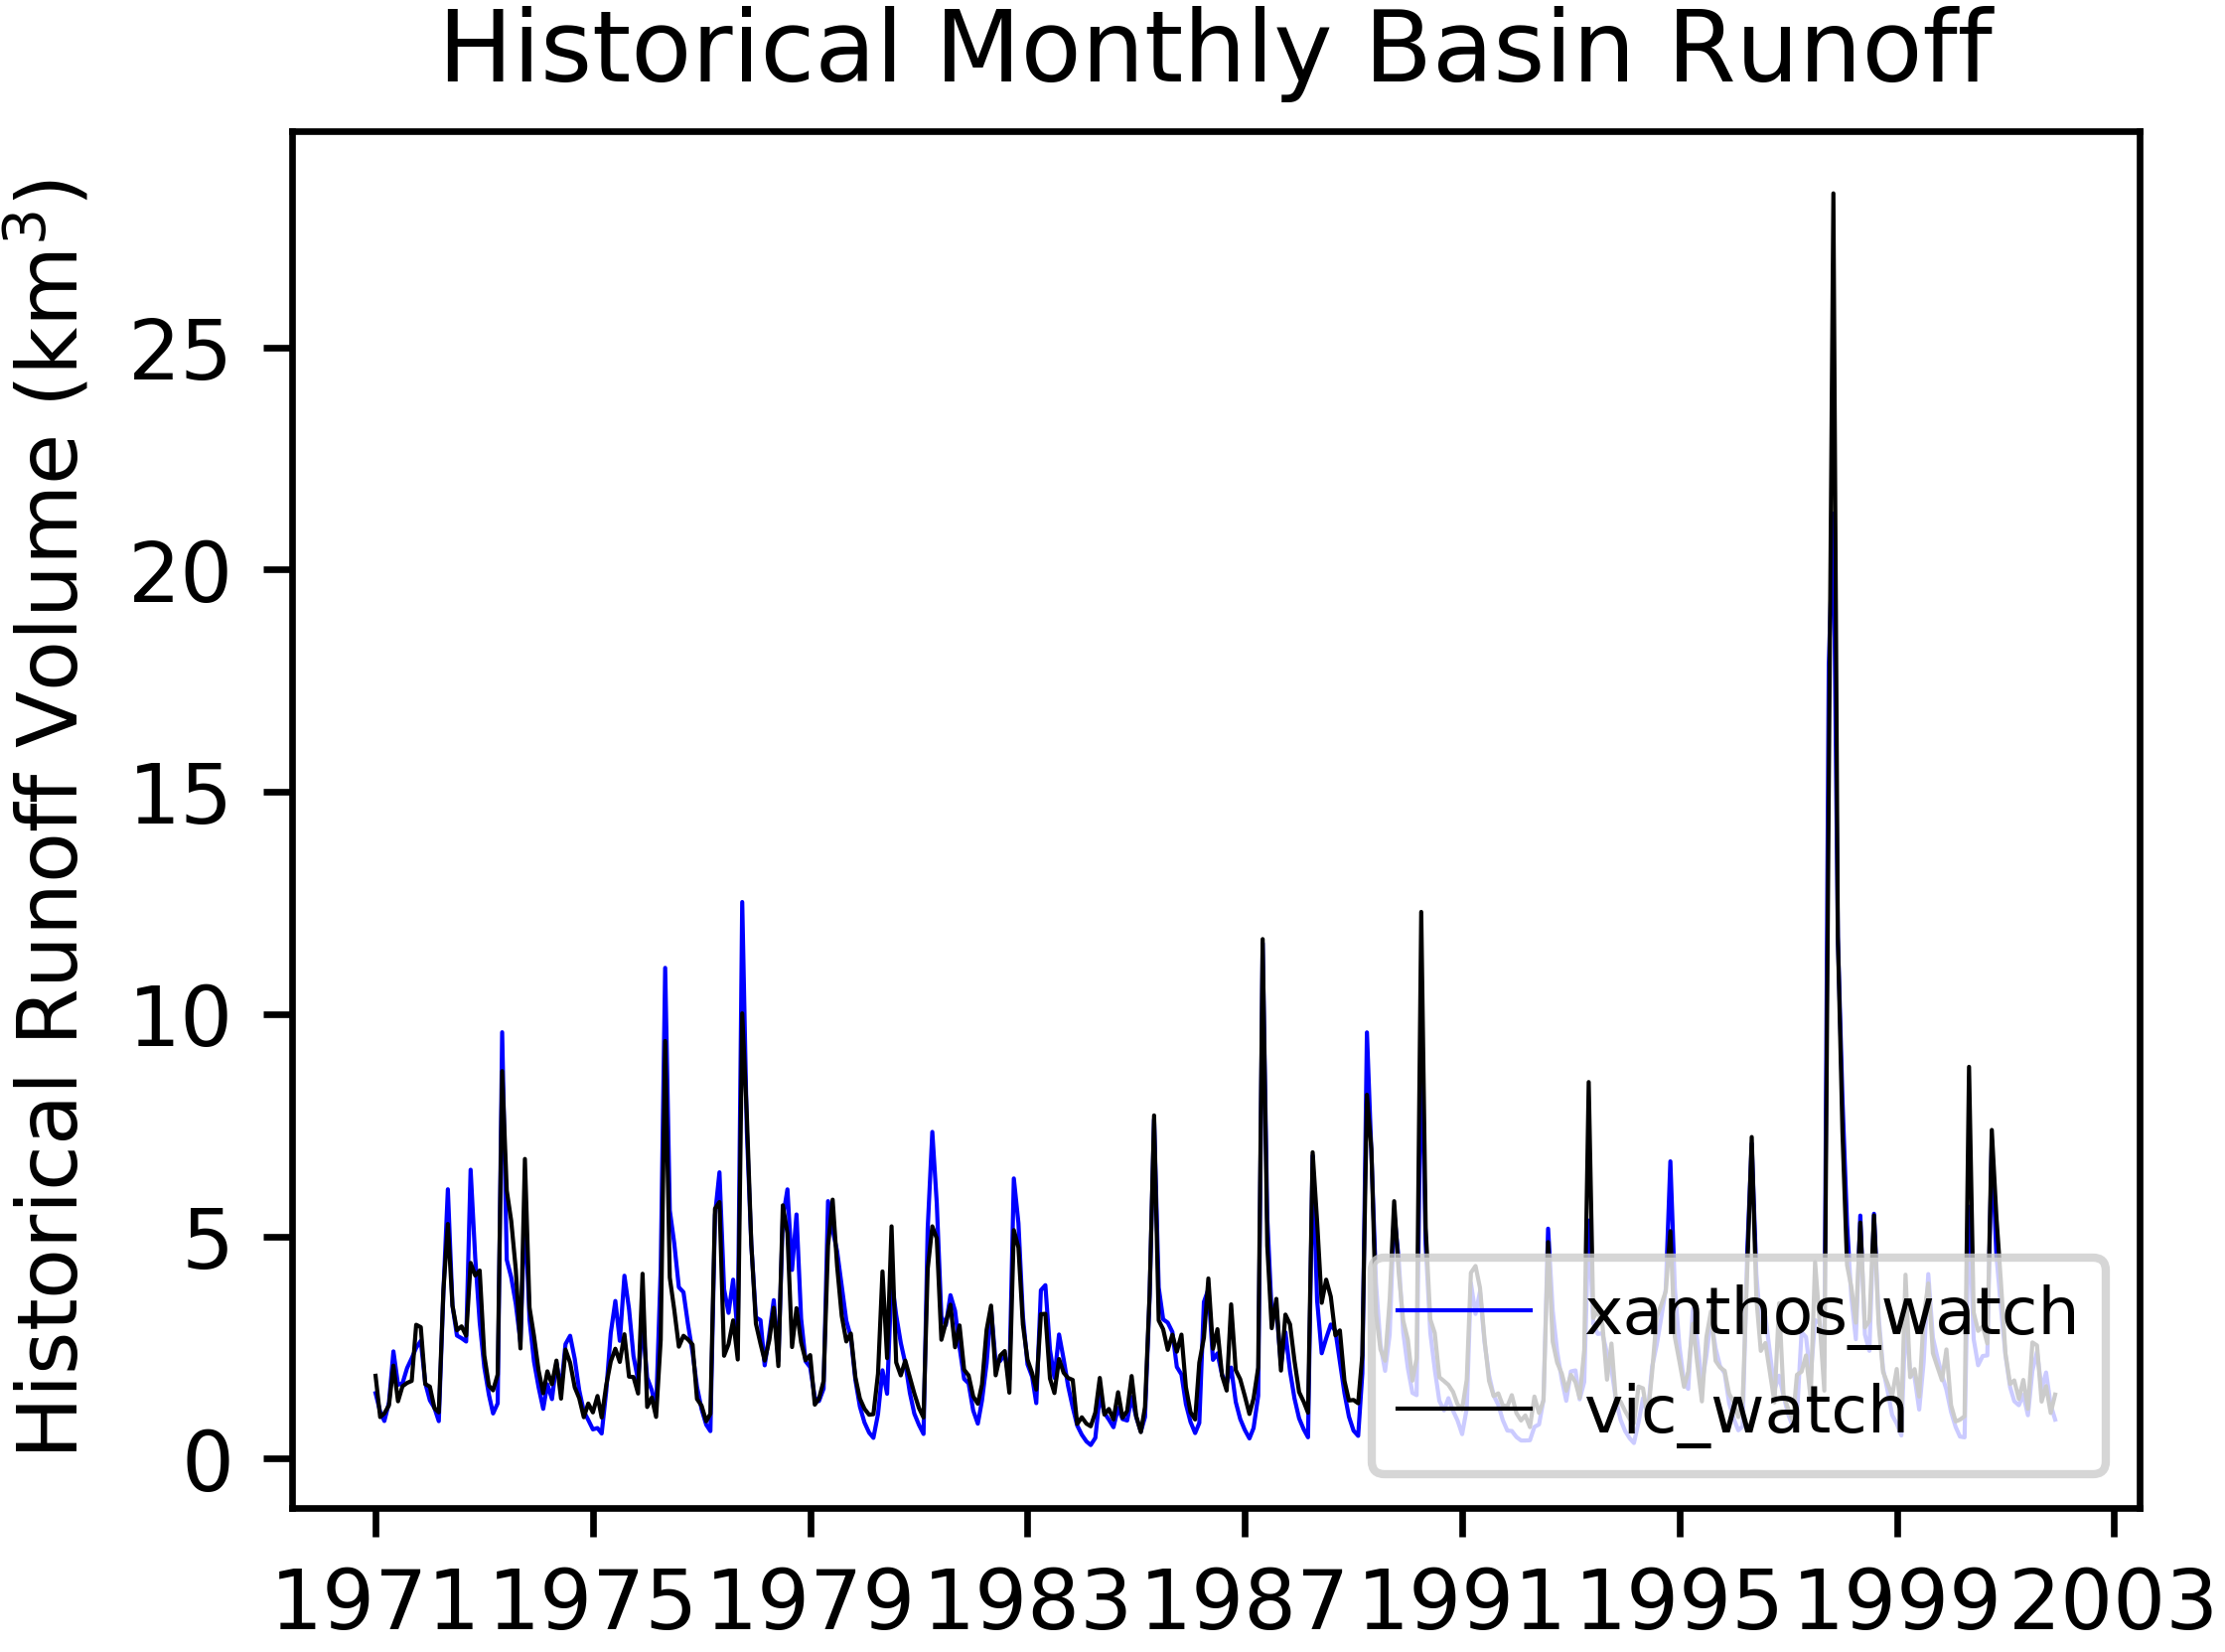 Historical Monthly Basin Runoff
Historical Runoff Volume (km³)
25
20
15
10
5
0
xanthos_watch
vic_watch
1971 1975 1979 1983 1987 1991 1995 1999 2003